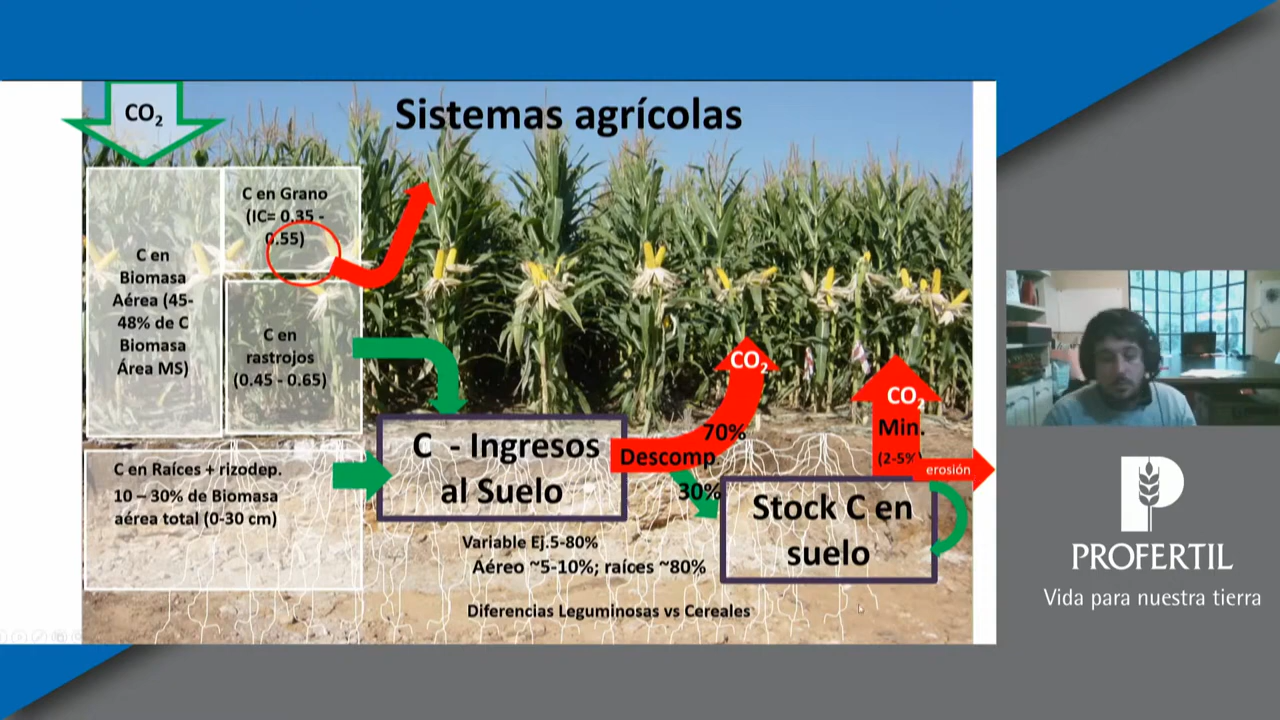 Sistemas agrícolas
CO₂
C en Grano
(IC= 0.35 -
0.55)
C en
Biomasa
Aérea (45-
48% de C
Biomasa
Área MS)
C en
rastrojos
(0.45 - 0.65)
C en Raíces + rizodep.
10 – 30% de Biomasa
aérea total (0-30 cm)
C - Ingresos
al Suelo
CO₂
70%
Descomp.
30%
CO₂
Min.
(2-5%
erosión
Stock C en
suelo
Variable Ej.5-80%
Aéreo ~5-10%; raíces ~80%
Diferencias Leguminosas vs Cereales
PROFERTIL
Vida para nuestra tierra